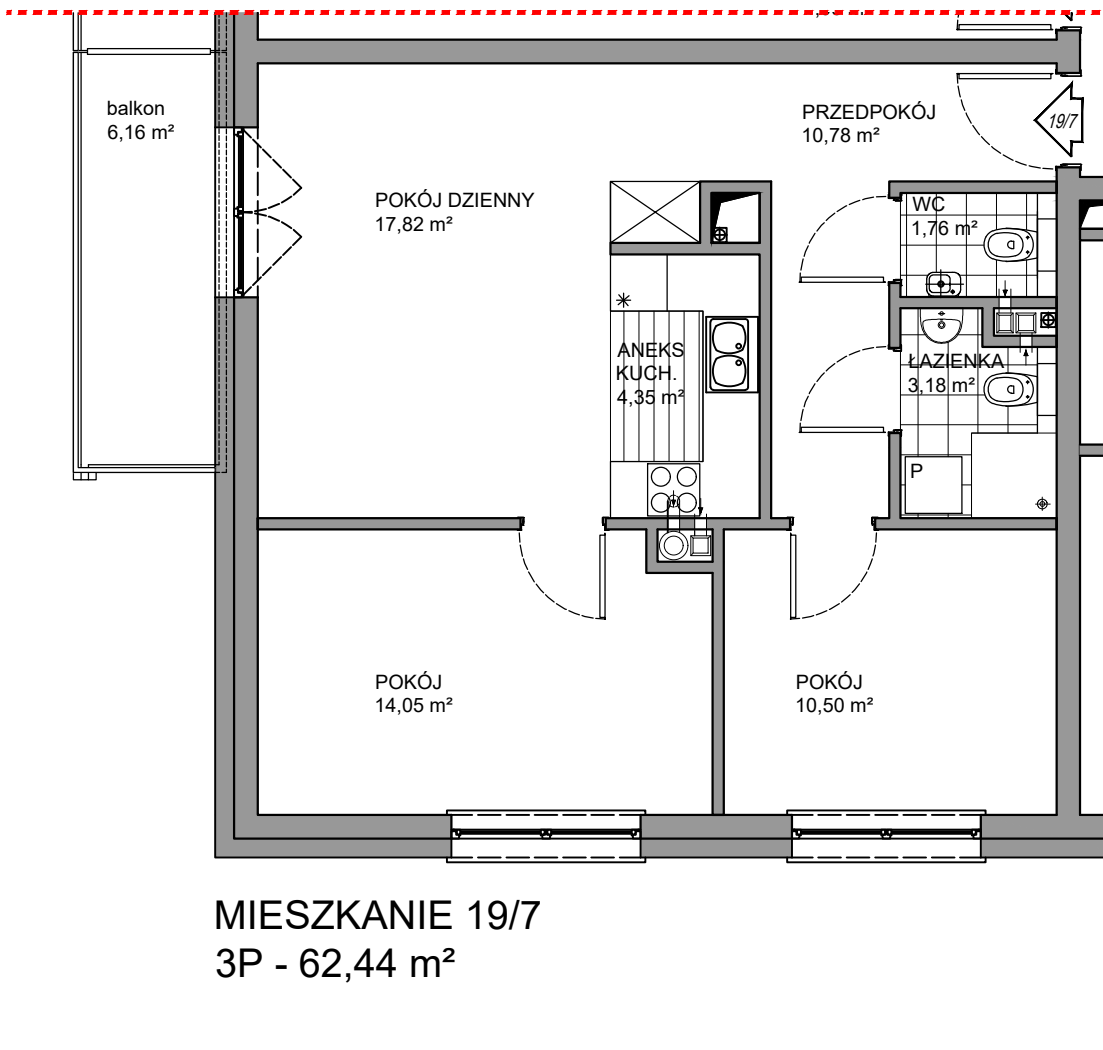 balkon
6,16 m²
PRZEDPOKÓJ
10,78 m²
19/7
POKÓJ DZIENNY
17,82 m²
WC
1,76 m²
ANEKS
KUCH.
4,35 m²
ŁAZIENKA
3,18 m²
P
POKÓJ
14,05 m²
POKÓJ
10,50 m²
MIESZKANIE 19/7
3P - 62,44 m²